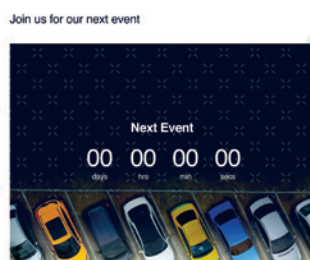 Join us for our next event
Next Event
00 00 00 00
days hrs min secs